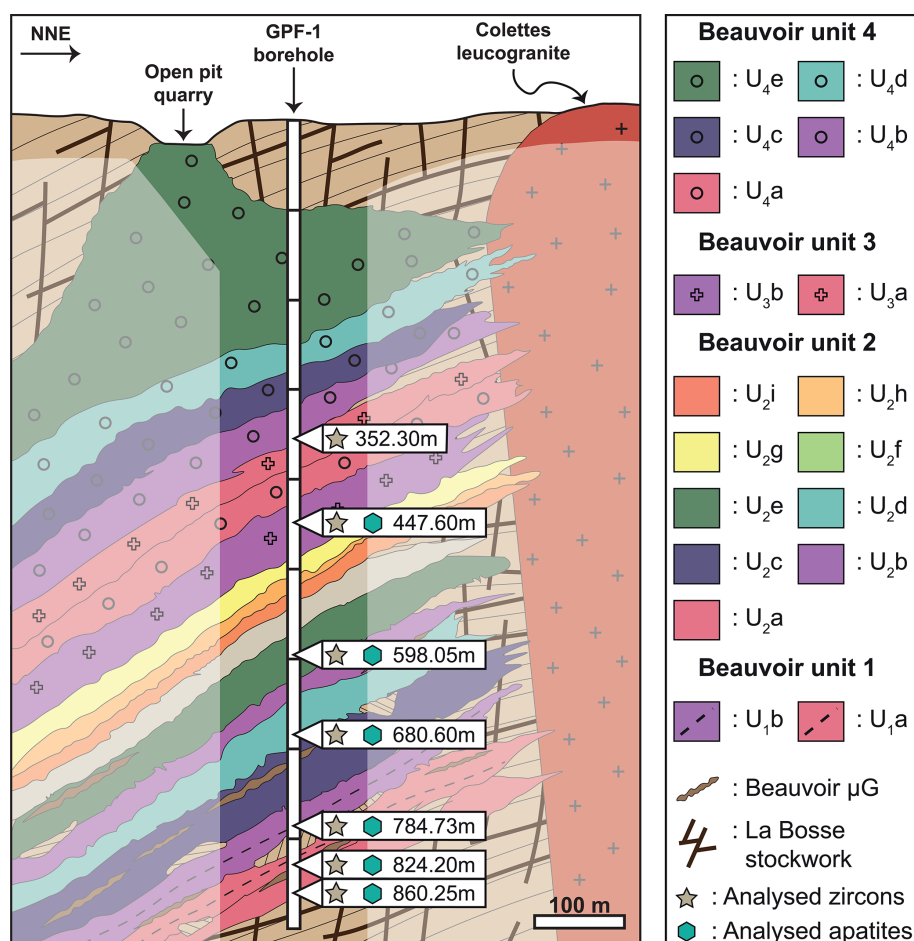 NNE
GPF-1
borehole
Colettes
leucogranite
Open pit
quarry
352.30m
447.60m
598.05m
680.60m
784.73m
824.20m
860.25m
100 m
Beauvoir unit 4
: U4e
: U4d
: U4c
: U4b
: U4a
Beauvoir unit 3
: U3b
: U3a
Beauvoir unit 2
: U2i
: U2h
: U2g
: U2f
: U2e
: U2d
: U2c
: U2b
: U2a
Beauvoir unit 1
: U1b
: U1a
: Beauvoir µG
: La Bosse
stockwork
: Analysed zircons
: Analysed apatites